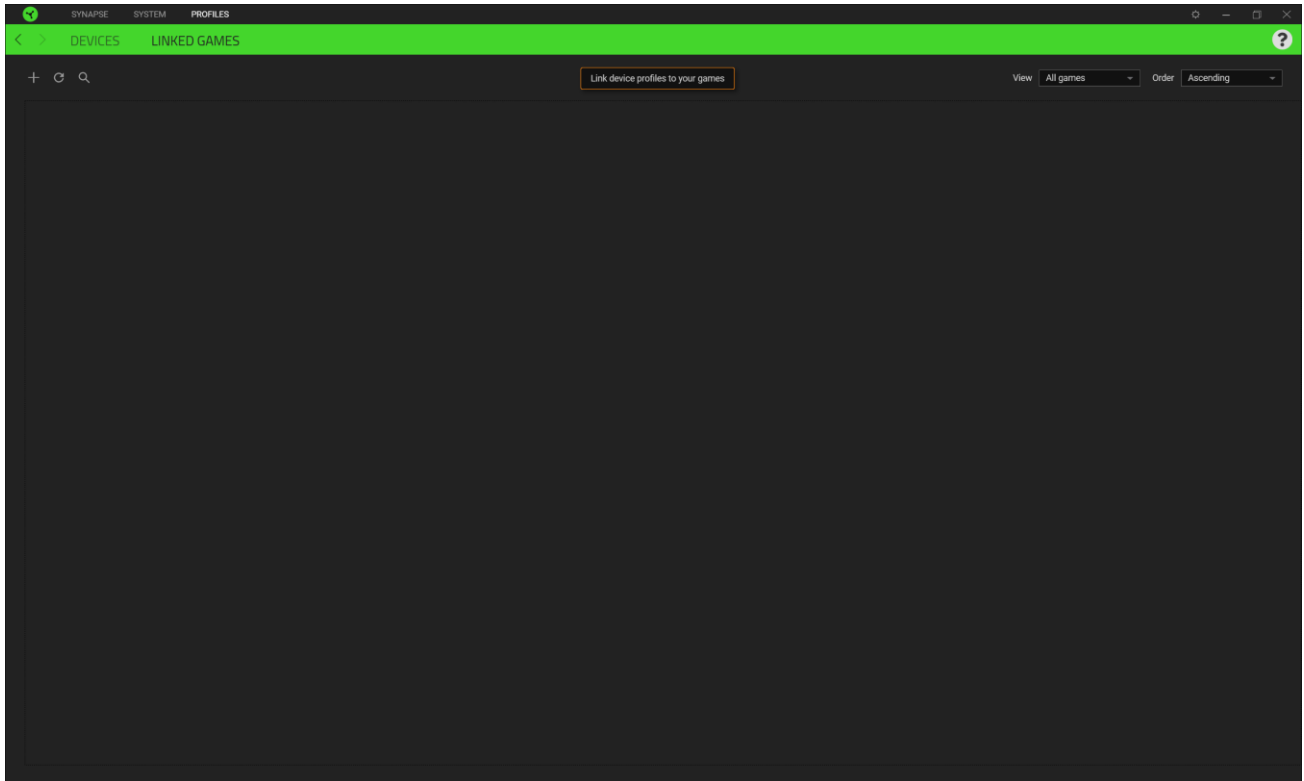 SYNAPSE SYSTEM PROFILES
DEVICES LINKED GAMES ?
Link device profiles to your games View All games Order Ascending